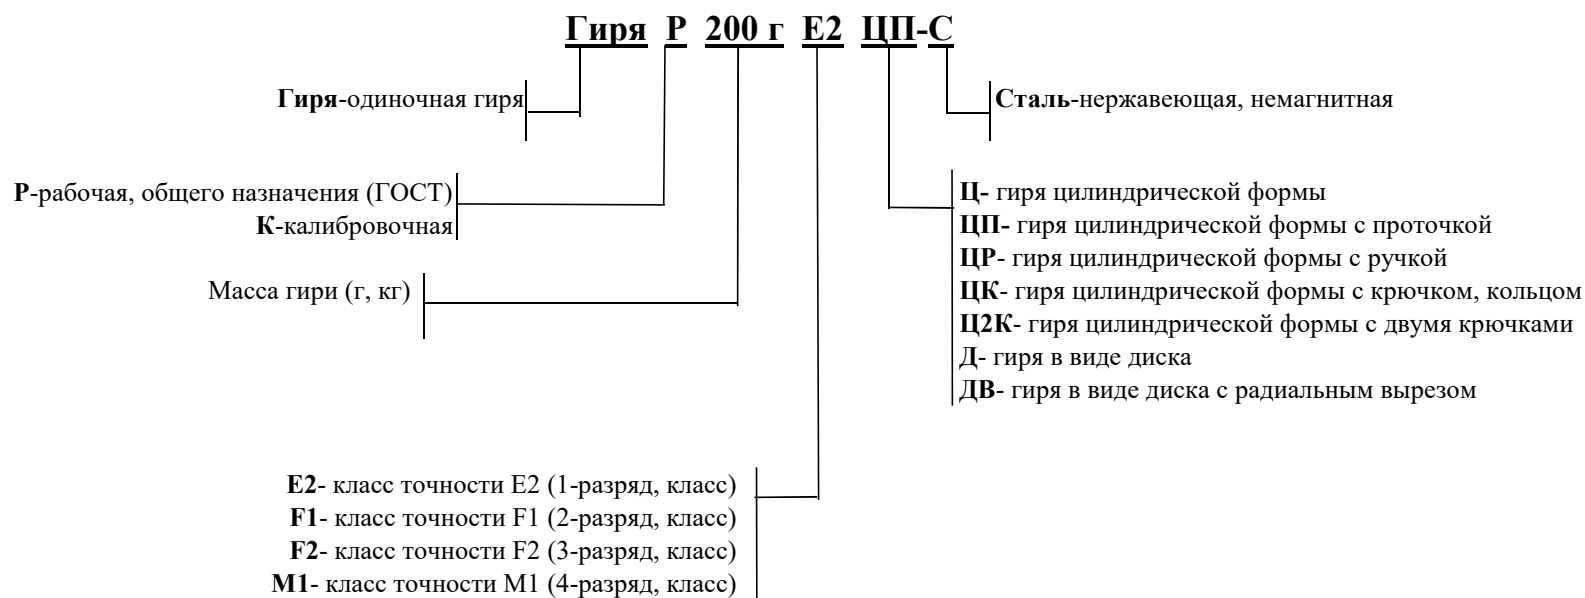 Гиря Р 200 г Е2 ЦП-С
Гиря-одиночная гиря
Сталь-нержавеющая, немагнитная
Р-рабочая, общего назначения (ГОСТ)
К-калибровочная
Масса гири (г, кг)
Ц- гиря цилиндрической формы
ЦП- гиря цилиндрической формы с проточкой
ЦР- гиря цилиндрической формы с ручкой
ЦК- гиря цилиндрической формы с крючком, кольцом
Ц2К- гиря цилиндрической формы с двумя крючками
Д- гиря в виде диска
ДВ- гиря в виде диска с радиальным вырезом
Е2- класс точности Е2 (1-разряд, класс)
F1- класс точности F1 (2-разряд, класс)
F2- класс точности F2 (3-разряд, класс)
М1- класс точности М1 (4-разряд, класс)